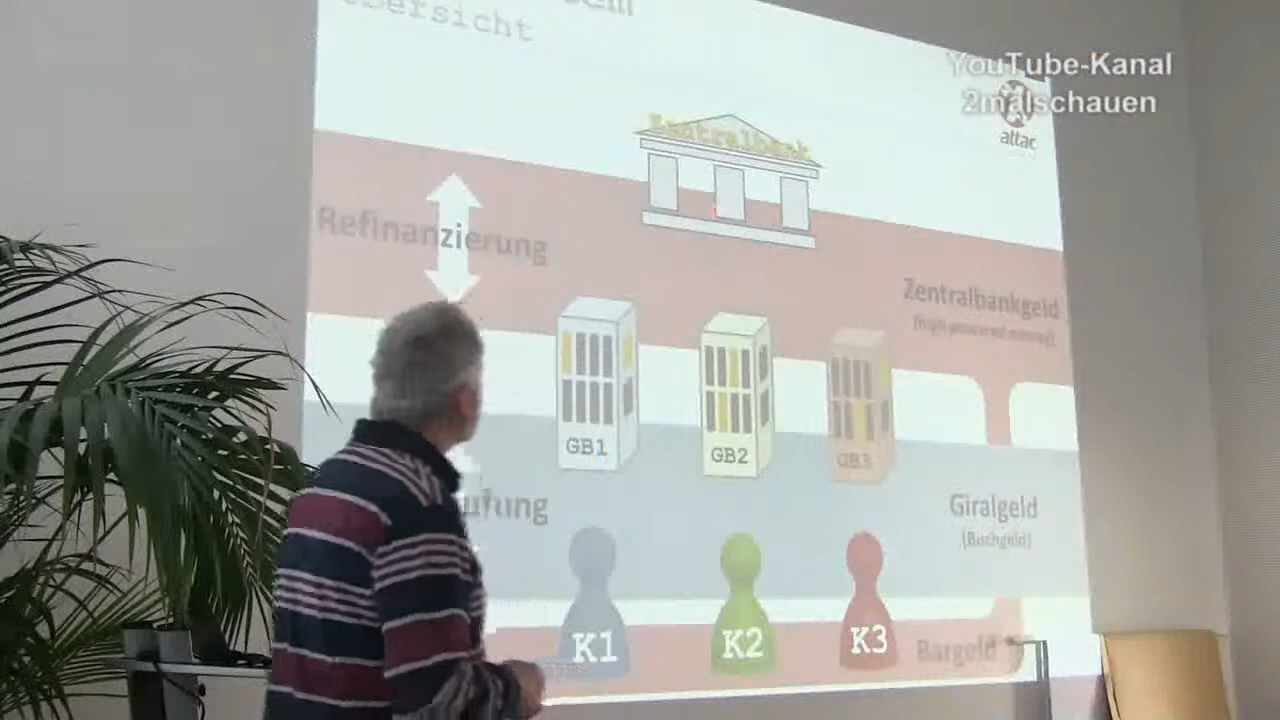 bersicht
YouTube-Kanal
2malschauen
attac
Zentralbank
Refinanzierung
Zentralbankgeld
(high powered money)
GB1
GB2
GB3
Giralgeld
(Buchgeld)
K1
K2
K3
Bargeld